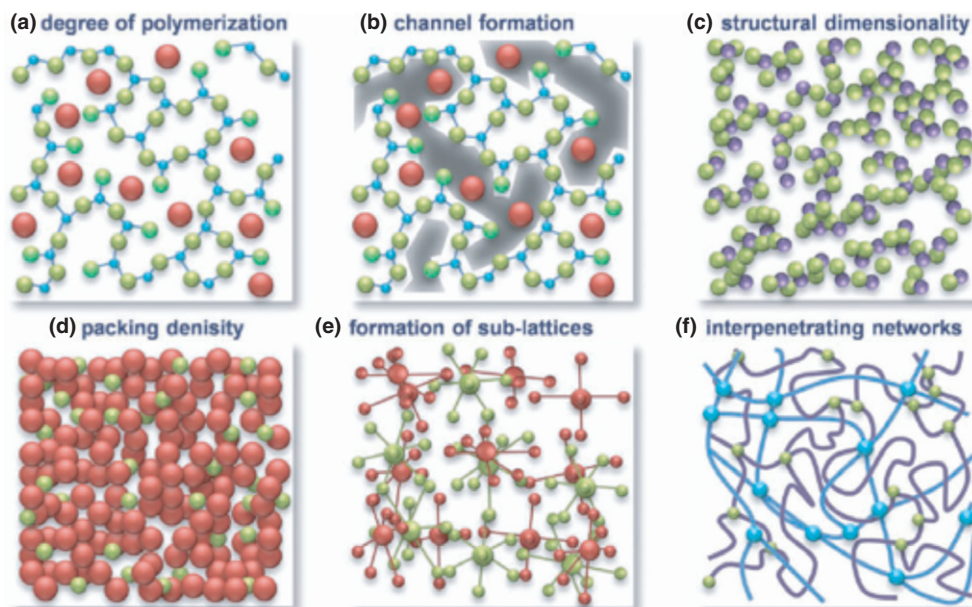 (a) degree of polymerization
(b) channel formation
(c) structural dimensionality
(d) packing denisity
(e) formation of sub-lattices
(f) interpenetrating networks